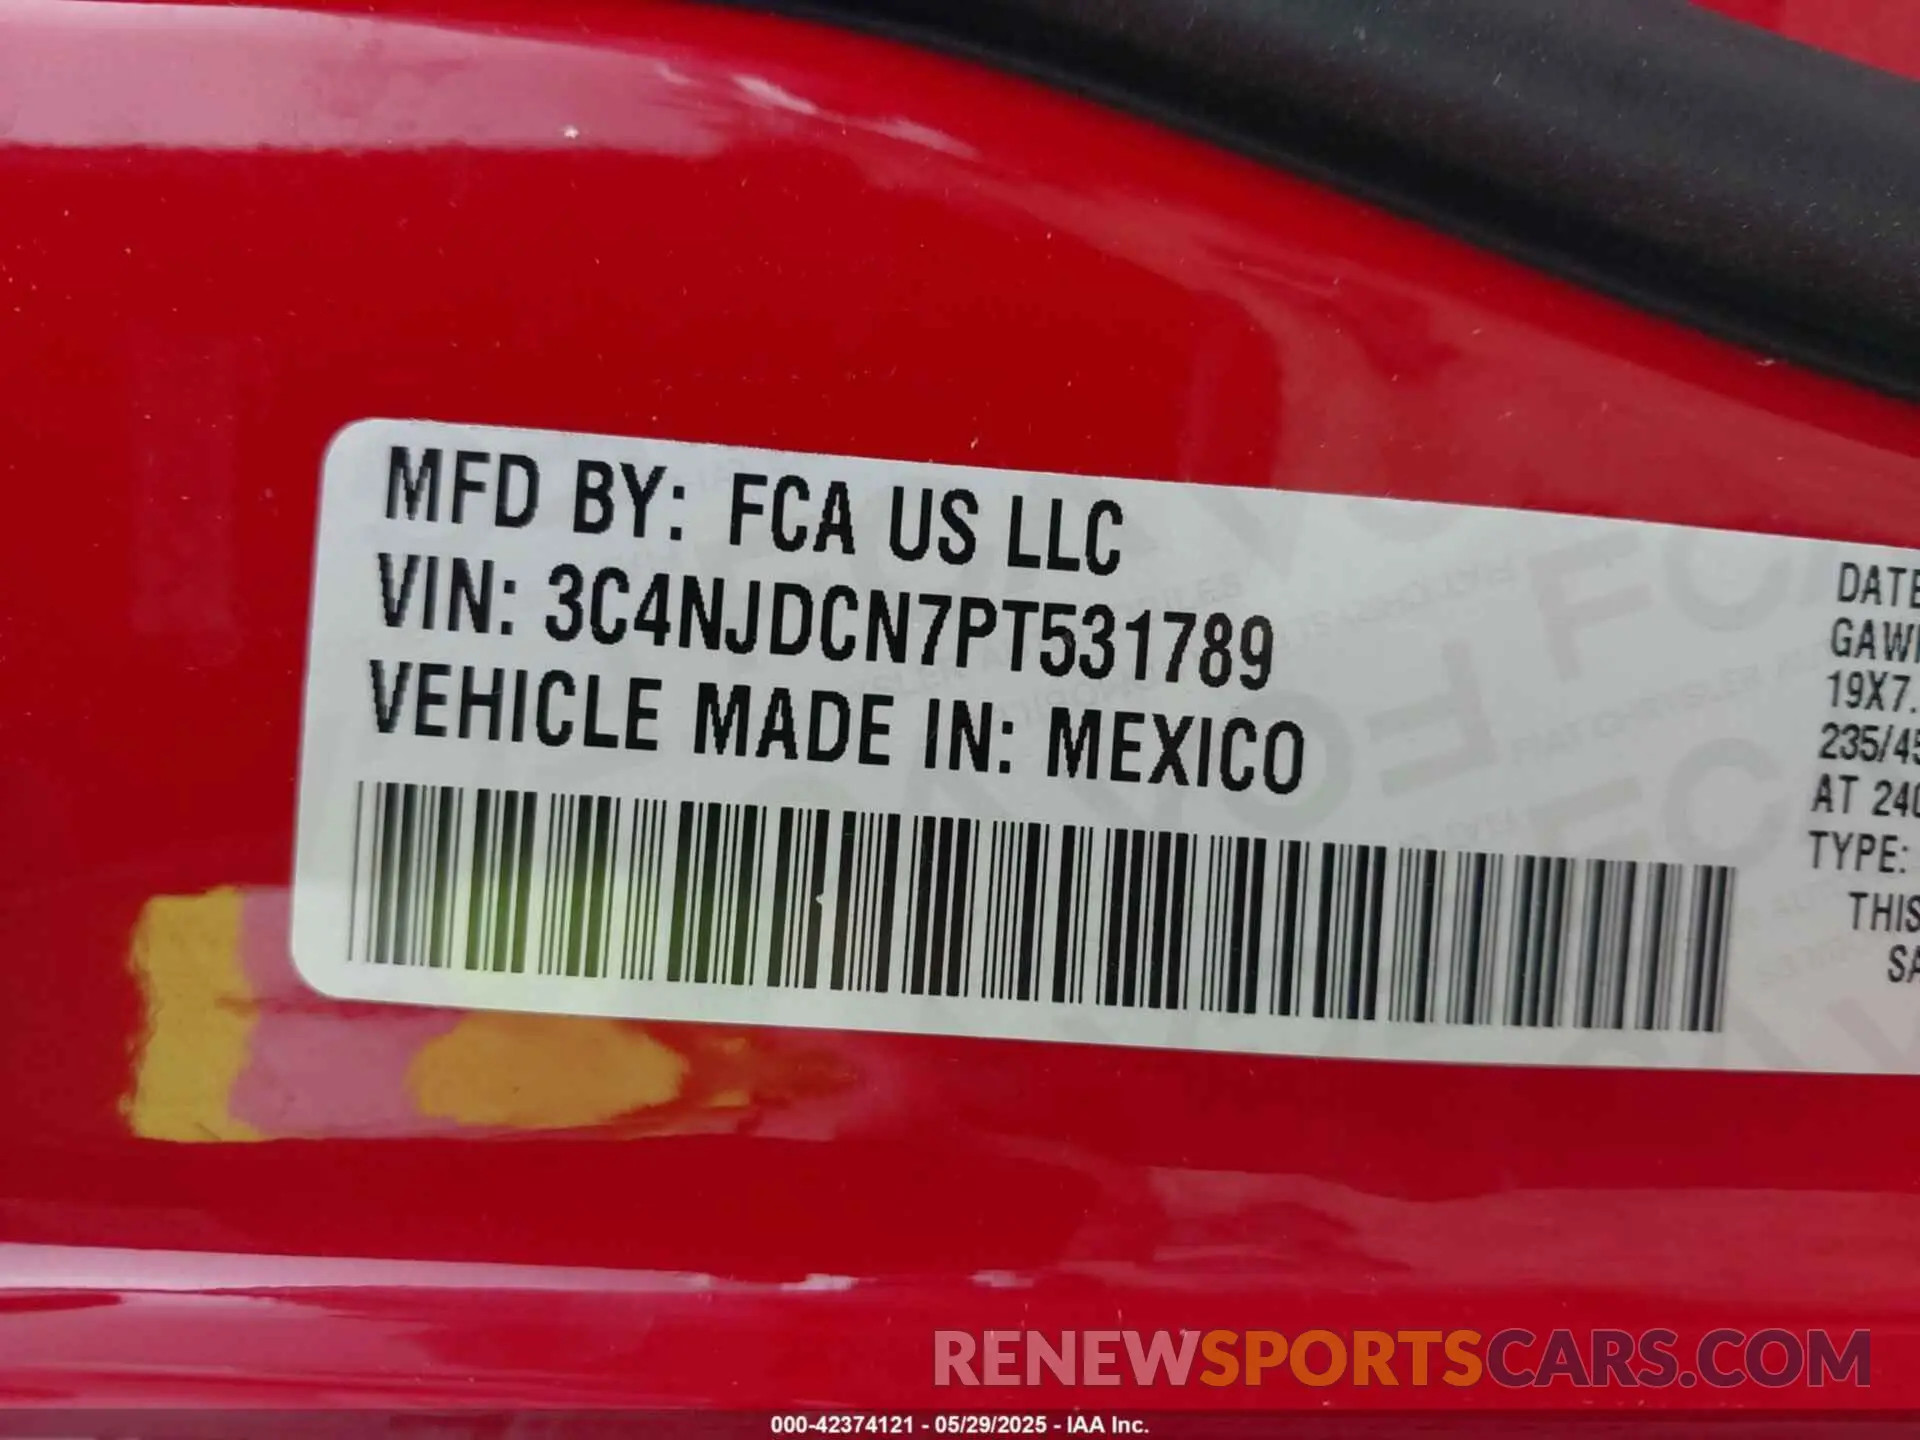 MFD BY: FCA US LLC
VIN: 3C4NJDCN7PT531789
VEHICLE MADE IN: MEXICO
DATE
GAW
19X7.
235/45
AT 240
TYPE:
THIS
SA
RENEWSPORTSCARS.COM
000-42374121 - 05/29/2025 - IAA Inc.